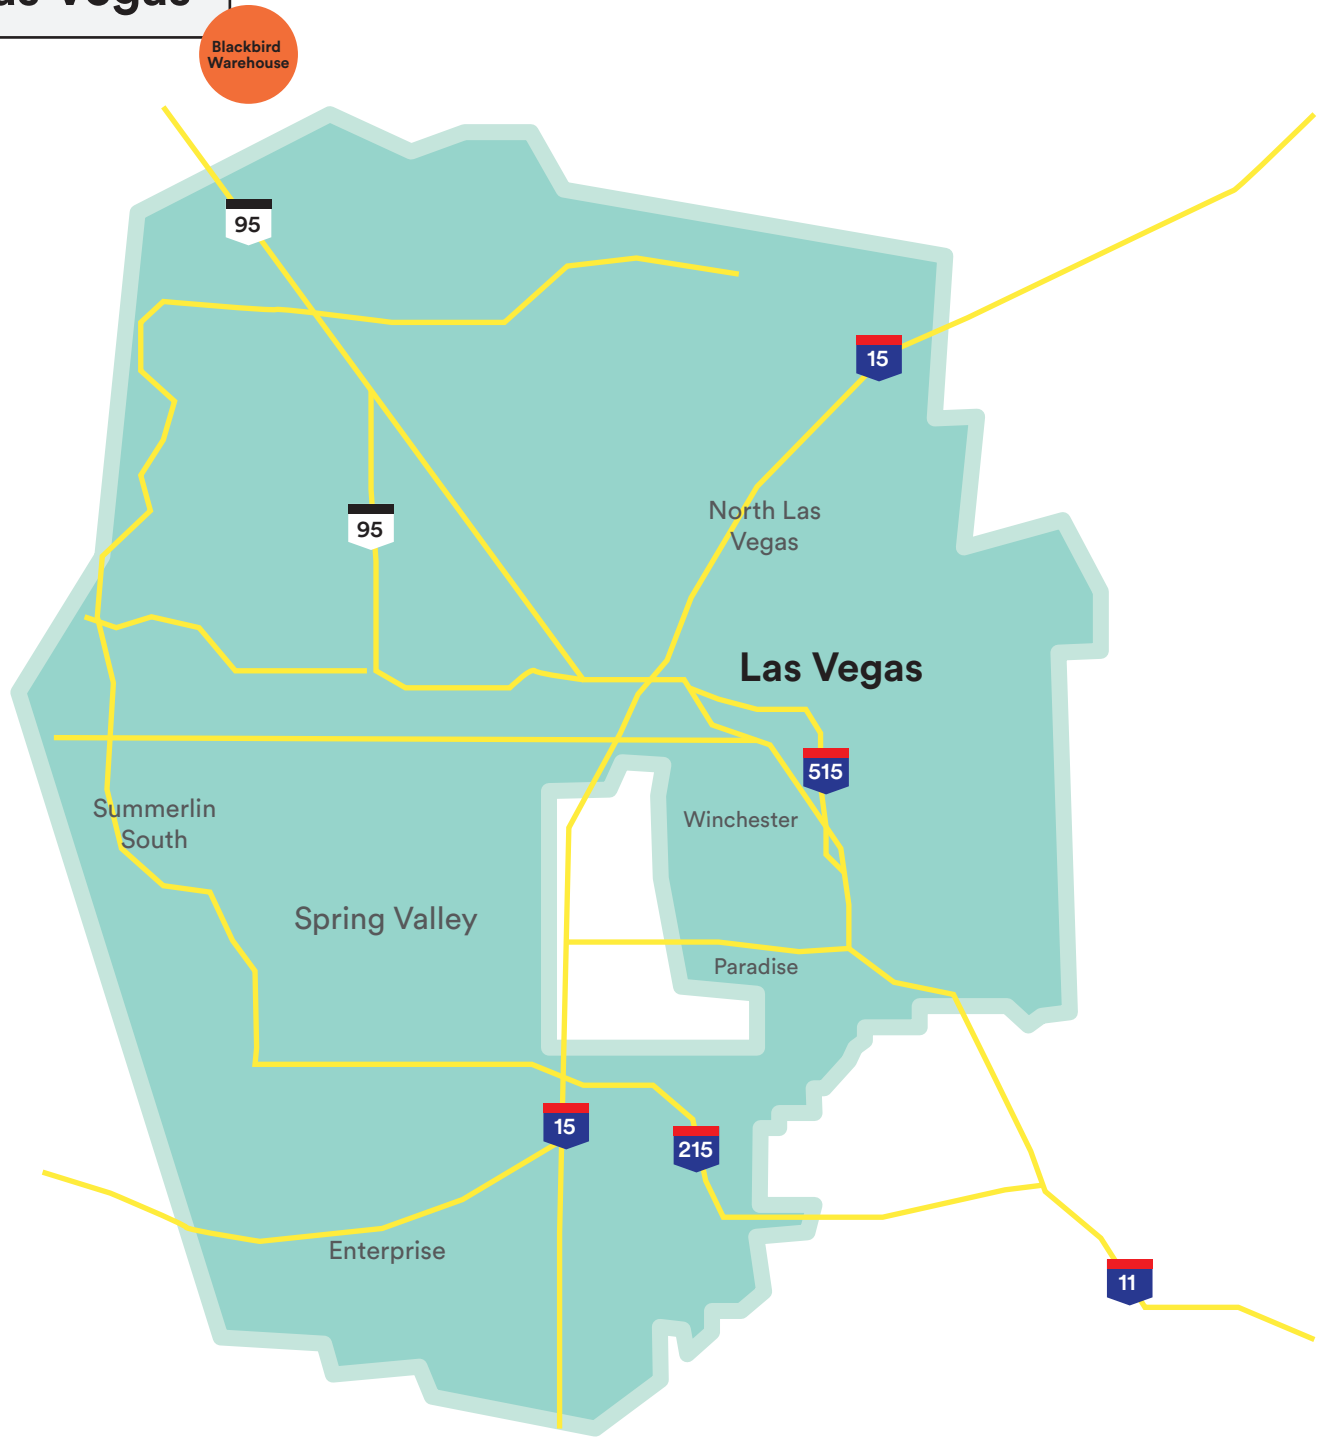 Vegas
Blackbird
Warehouse
95
15
95
North Las
Vegas
Las Vegas
515
Summerlin
South
Winchester
Spring Valley
Paradise
15
215
Enterprise
11